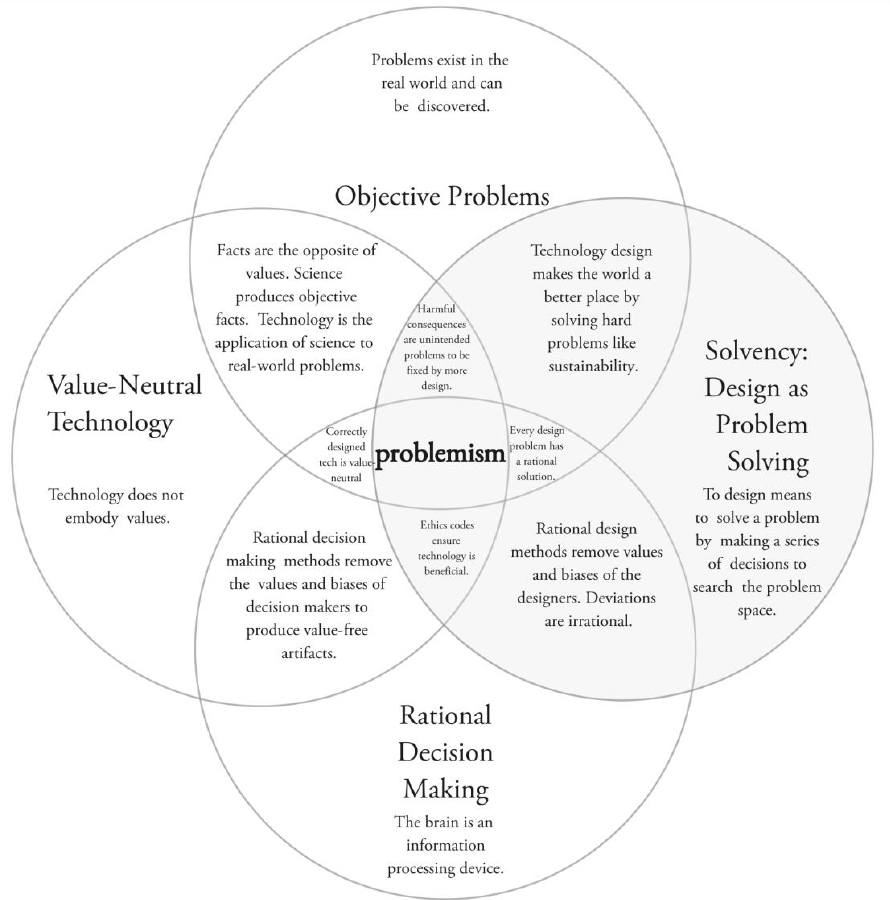 Problems exist in the
real world and can
be discovered.
Objective Problems
Facts are the opposite of
values. Science
produces objective
facts. Technology is the
application of science to
real-world problems.
Harmful
consequences
are unintended
problems to be
fixed by more
design.
Technology design
makes the world a
better place by
solving hard
problems like
sustainability.
Value-Neutral
Technology
Technology does not
embody values.
Solvency:
Design as
Problem
Solving
To design means
to solve a problem
by making a series
of decisions to
search the problem
space.
Correctly
designed
tech is value-
neutral
problemism
Every design
problem has
a rational
solution.
Rational decision
making methods remove
the values and biases of
decision makers to
produce value-free
artifacts.
Ethics codes
ensure
technology is
beneficial.
Rational design
methods remove values
and biases of the
designers. Deviations
are irrational.
Rational
Decision
Making
The brain is an
information
processing device.